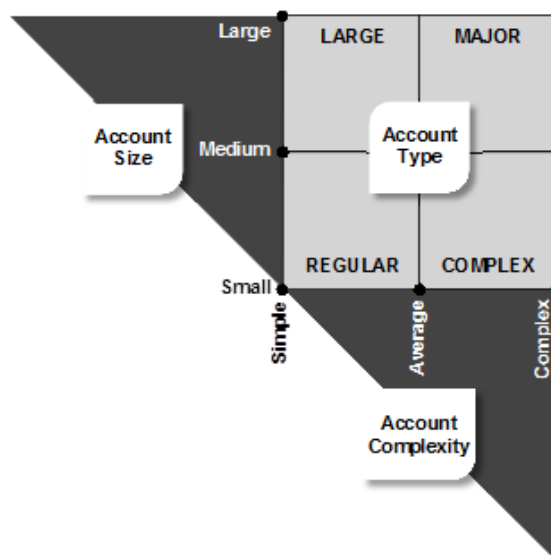 Large
LARGE
MAJOR
Account
Size
Medium
Account
Type
REGULAR
COMPLEX
Small
Simple
Average
Complex
Account
Complexity